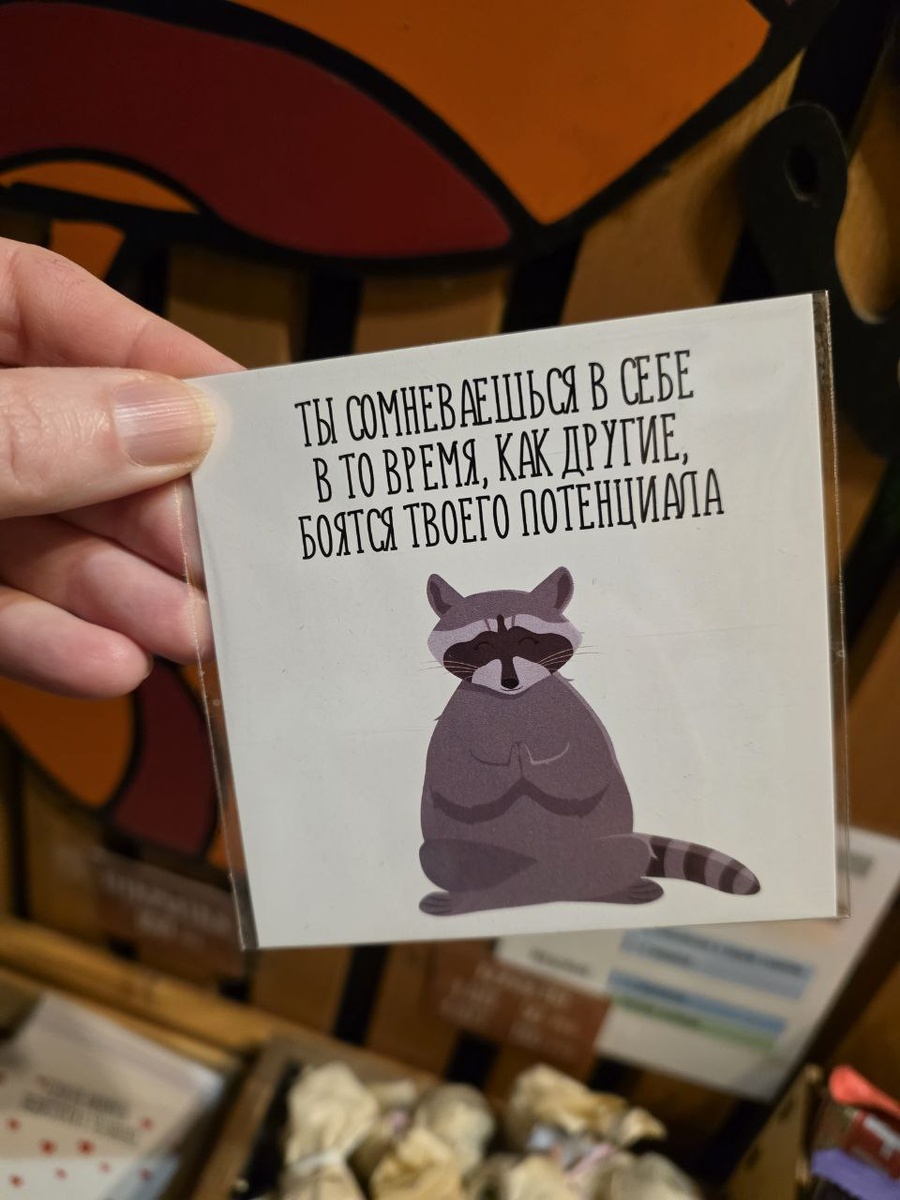 ТЫ СОМНЕВАЕШЬСЯ В СЕБЕ
В ТО ВРЕМЯ, КАК ДРУГИЕ,
БОЯТСЯ ТВОЕГО ПОТЕНЦИАЛА